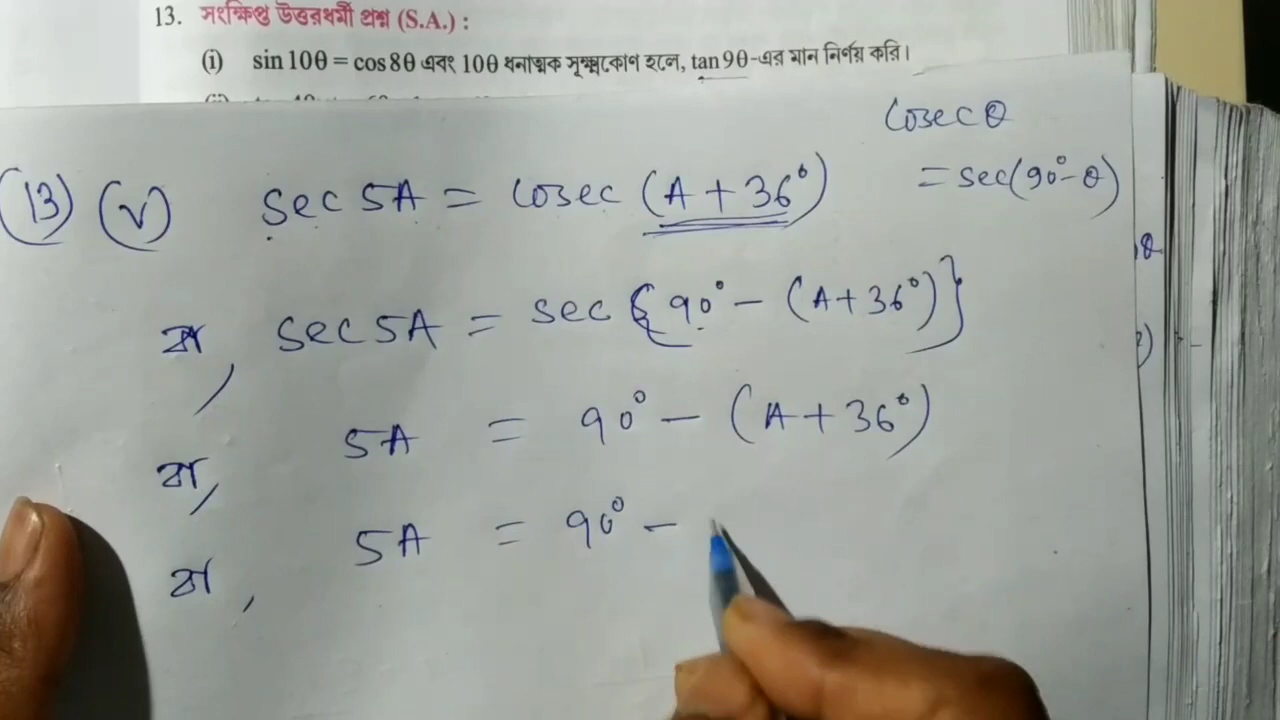 13. সংক্ষিপ্ত উত্তরধর্মী প্রশ্ন (S.A.) :
(i) sin 10θ = cos 8θ এবং 10θ ধনাত্মক সূক্ষ্মকোণ হলে, tan 9θ-এর মান নির্ণয় করি।
cosec θ
= sec(90° - θ)
(13) (v) sec 5A = cosec (A + 36°)
বা, sec 5A = sec {90° - (A + 36°)}
বা, 5A = 90° - (A + 36°)
বা, 5A = 90° -